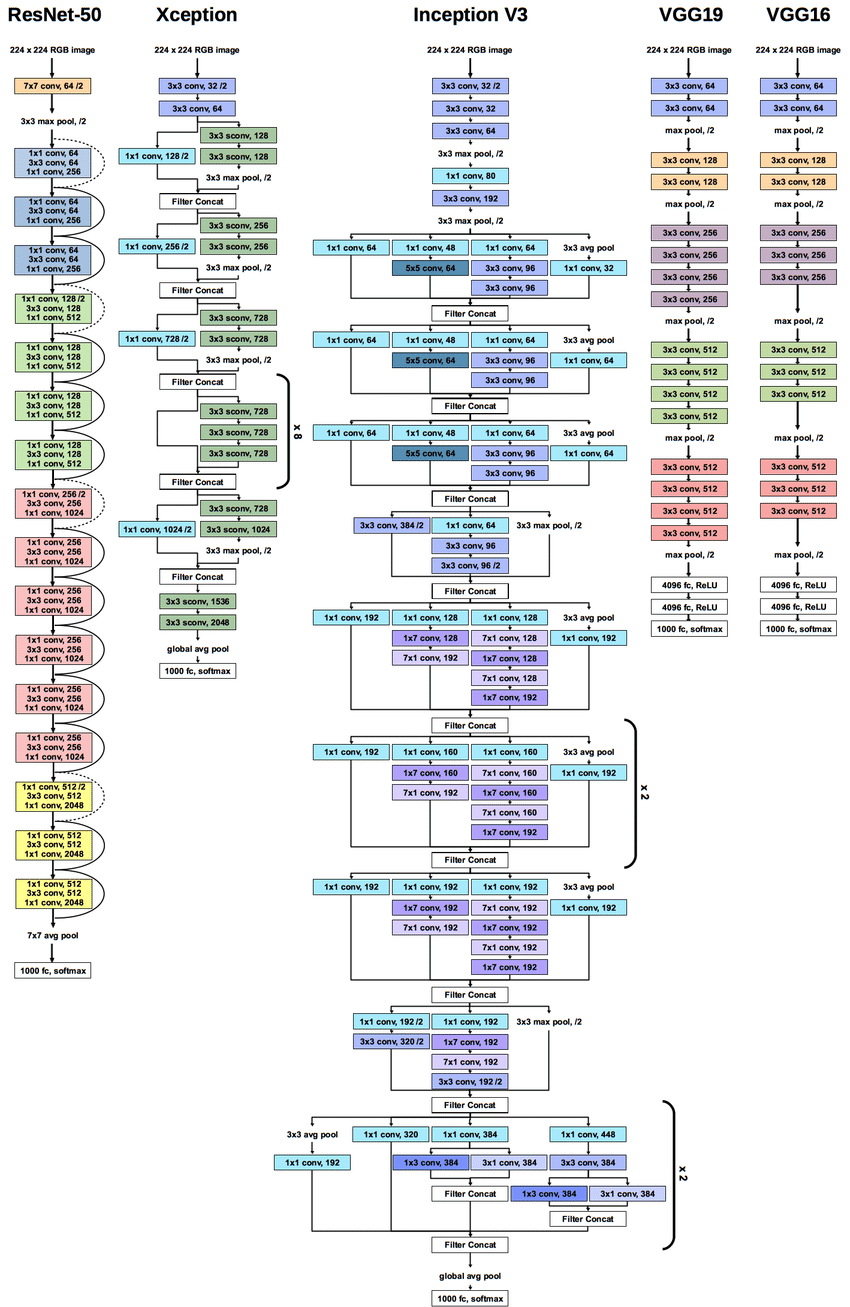 ResNet-50
224 x 224 RGB image
7x7 conv, 64 /2
3x3 max pool, /2
1x1 conv, 64
3x3 conv, 64
1x1 conv, 256
1x1 conv, 64
3x3 conv, 64
1x1 conv, 256
1x1 conv, 64
3x3 conv, 64
1x1 conv, 256
1x1 conv, 128 /2
3x3 conv, 128
1x1 conv, 512
1x1 conv, 128
3x3 conv, 128
1x1 conv, 512
1x1 conv, 128
3x3 conv, 128
1x1 conv, 512
1x1 conv, 128
3x3 conv, 128
1x1 conv, 512
1x1 conv, 256 /2
3x3 conv, 256
1x1 conv, 1024
1x1 conv, 256
3x3 conv, 256
1x1 conv, 1024
1x1 conv, 256
3x3 conv, 256
1x1 conv, 1024
1x1 conv, 256
3x3 conv, 256
1x1 conv, 1024
1x1 conv, 256
3x3 conv, 256
1x1 conv, 1024
1x1 conv, 256
3x3 conv, 256
1x1 conv, 1024
1x1 conv, 512 /2
3x3 conv, 512
1x1 conv, 2048
1x1 conv, 512
3x3 conv, 512
1x1 conv, 2048
1x1 conv, 512
3x3 conv, 512
1x1 conv, 2048
7x7 avg pool
1000 fc, softmax
Xception
224 x 224 RGB image
3x3 conv, 32 /2
3x3 conv, 64
3x3 sconv, 128
1x1 conv, 128 /2
3x3 sconv, 128
3x3 max pool, /2
Filter Concat
3x3 sconv, 256
1x1 conv, 256 /2
3x3 sconv, 256
3x3 max pool, /2
Filter Concat
3x3 sconv, 728
1x1 conv, 728 /2
3x3 sconv, 728
3x3 max pool, /2
Filter Concat
3x3 sconv, 728
3x3 sconv, 728
3x3 sconv, 728
x 8
Filter Concat
3x3 sconv, 728
1x1 conv, 1024 /2
3x3 sconv, 1024
3x3 max pool, /2
Filter Concat
3x3 sconv, 1536
3x3 sconv, 2048
global avg pool
1000 fc, softmax
Inception V3
224 x 224 RGB image
3x3 conv, 32 /2
3x3 conv, 32
3x3 conv, 64
3x3 max pool, /2
1x1 conv, 80
3x3 conv, 192
3x3 max pool, /2
1x1 conv, 64
1x1 conv, 48
1x1 conv, 64
3x3 avg pool
5x5 conv, 64
3x3 conv, 96
1x1 conv, 32
3x3 conv, 96
Filter Concat
1x1 conv, 64
1x1 conv, 48
1x1 conv, 64
3x3 avg pool
5x5 conv, 64
3x3 conv, 96
1x1 conv, 64
3x3 conv, 96
Filter Concat
1x1 conv, 64
1x1 conv, 48
1x1 conv, 64
3x3 avg pool
5x5 conv, 64
3x3 conv, 96
1x1 conv, 64
3x3 conv, 96
Filter Concat
3x3 conv, 384 /2
1x1 conv, 64
3x3 max pool, /2
3x3 conv, 96
3x3 conv, 96 /2
Filter Concat
1x1 conv, 192
1x1 conv, 128
1x1 conv, 128
3x3 avg pool
1x7 conv, 128
7x1 conv, 128
1x1 conv, 192
7x1 conv, 192
1x7 conv, 128
7x1 conv, 128
1x7 conv, 192
Filter Concat
1x1 conv, 192
1x1 conv, 160
1x1 conv, 160
3x3 avg pool
1x7 conv, 160
7x1 conv, 160
1x1 conv, 192
7x1 conv, 192
1x7 conv, 160
7x1 conv, 160
1x7 conv, 192
x 2
Filter Concat
1x1 conv, 192
1x1 conv, 192
1x1 conv, 192
3x3 avg pool
1x7 conv, 192
7x1 conv, 192
1x1 conv, 192
7x1 conv, 192
1x7 conv, 192
7x1 conv, 192
1x7 conv, 192
Filter Concat
1x1 conv, 192 /2
1x1 conv, 192
3x3 max pool, /2
3x3 conv, 320 /2
1x7 conv, 192
7x1 conv, 192
3x3 conv, 192 /2
Filter Concat
3x3 avg pool
1x1 conv, 320
1x1 conv, 384
1x1 conv, 448
1x1 conv, 192
1x3 conv, 384
3x1 conv, 384
3x3 conv, 384
Filter Concat
1x3 conv, 384
3x1 conv, 384
Filter Concat
x 2
Filter Concat
global avg pool
1000 fc, softmax
VGG19
224 x 224 RGB image
3x3 conv, 64
3x3 conv, 64
max pool, /2
3x3 conv, 128
3x3 conv, 128
max pool, /2
3x3 conv, 256
3x3 conv, 256
3x3 conv, 256
3x3 conv, 256
max pool, /2
3x3 conv, 512
3x3 conv, 512
3x3 conv, 512
3x3 conv, 512
max pool, /2
3x3 conv, 512
3x3 conv, 512
3x3 conv, 512
3x3 conv, 512
max pool, /2
4096 fc, ReLU
4096 fc, ReLU
1000 fc, softmax
VGG16
224 x 224 RGB image
3x3 conv, 64
3x3 conv, 64
max pool, /2
3x3 conv, 128
3x3 conv, 128
max pool, /2
3x3 conv, 256
3x3 conv, 256
3x3 conv, 256
max pool, /2
3x3 conv, 512
3x3 conv, 512
3x3 conv, 512
max pool, /2
3x3 conv, 512
3x3 conv, 512
3x3 conv, 512
max pool, /2
4096 fc, ReLU
4096 fc, ReLU
1000 fc, softmax